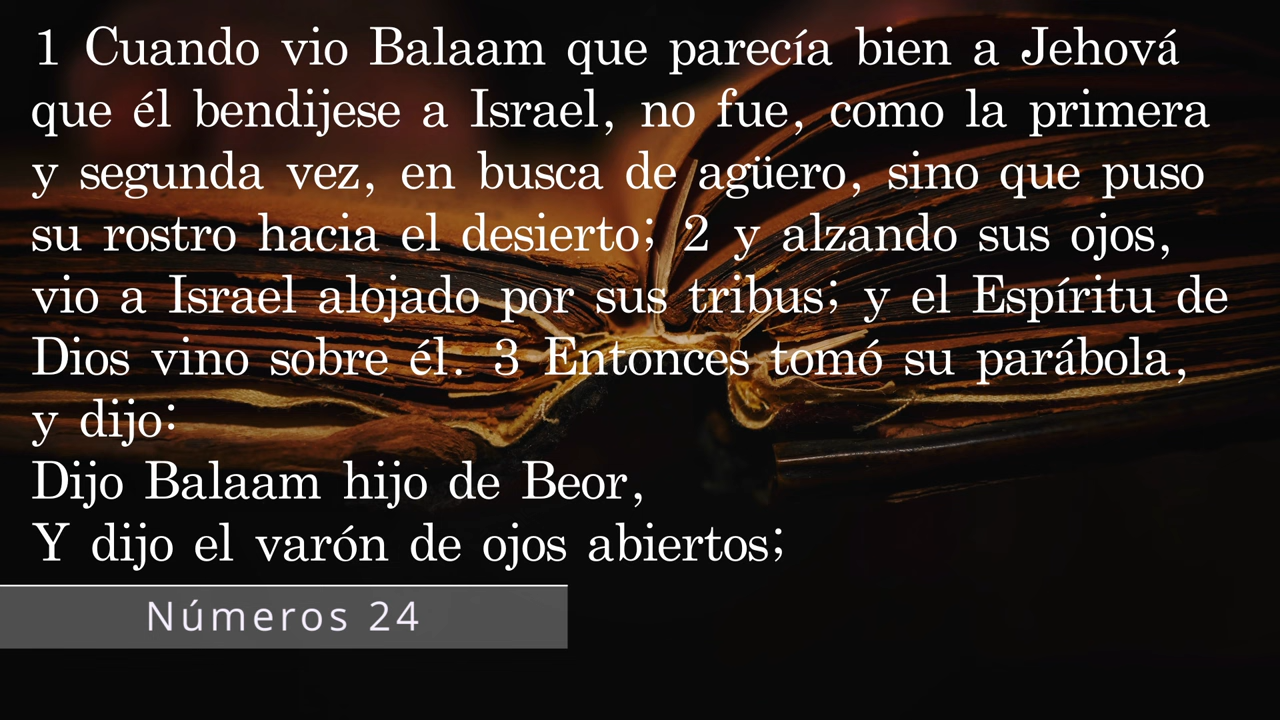 1 Cuando vio Balaam que parecía bien a Jehová
que él bendijese a Israel, no fue, como la primera
y segunda vez, en busca de agüero, sino que puso
su rostro hacia el desierto; 2 y alzando sus ojos,
vio a Israel alojado por sus tribus; y el Espíritu de
Dios vino sobre él. 3 Entonces tomó su parábola,
y dijo:
Dijo Balaam hijo de Beor,
Y dijo el varón de ojos abiertos;
Números 24